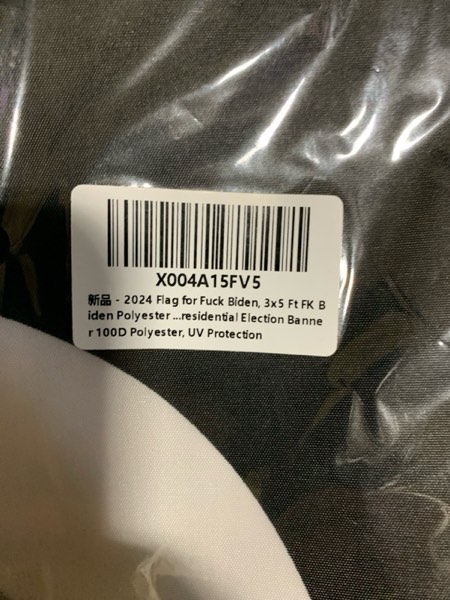 X004A15FV5
新品 - 2024 Flag for Fuck Biden, 3x5 Ft FK B
iden Polyester ...residential Election Banne
r 100D Polyester, UV Protection